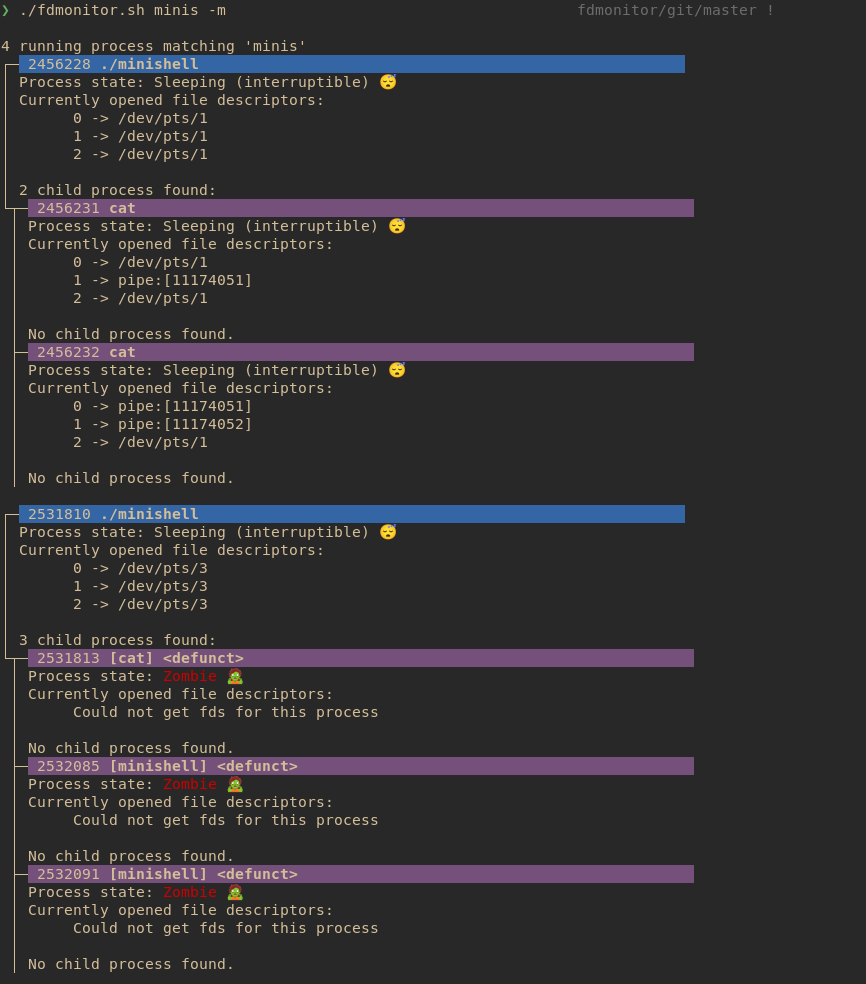 ❯ ./fdmonitor.sh minis -m fdmonitor/git/master !
4 running process matching 'minis'
2456228 ./minishell
Process state: Sleeping (interruptible) 😴
Currently opened file descriptors:
0 -> /dev/pts/1
1 -> /dev/pts/1
2 -> /dev/pts/1
2 child process found:
2456231 cat
Process state: Sleeping (interruptible) 😴
Currently opened file descriptors:
0 -> /dev/pts/1
1 -> pipe:[11174051]
2 -> /dev/pts/1
No child process found.
2456232 cat
Process state: Sleeping (interruptible) 😴
Currently opened file descriptors:
0 -> pipe:[11174051]
1 -> pipe:[11174052]
2 -> /dev/pts/1
No child process found.
2531810 ./minishell
Process state: Sleeping (interruptible) 😴
Currently opened file descriptors:
0 -> /dev/pts/3
1 -> /dev/pts/3
2 -> /dev/pts/3
3 child process found:
2531813 [cat] <defunct>
Process state: Zombie 🧟
Currently opened file descriptors:
Could not get fds for this process
No child process found.
2532085 [minishell] <defunct>
Process state: Zombie 🧟
Currently opened file descriptors:
Could not get fds for this process
No child process found.
2532091 [minishell] <defunct>
Process state: Zombie 🧟
Currently opened file descriptors:
Could not get fds for this process
No child process found.